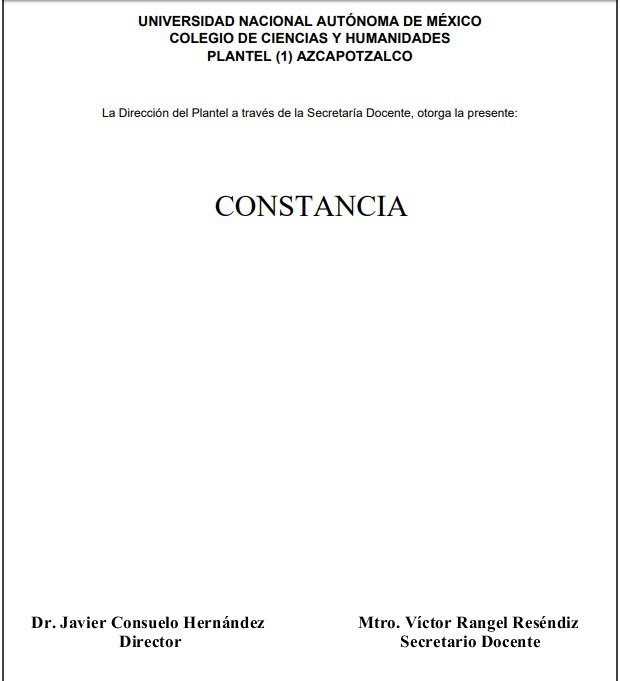 UNIVERSIDAD NACIONAL AUTÓNOMA DE MÉXICO
COLEGIO DE CIENCIAS Y HUMANIDADES
PLANTEL (1) AZCAPOTZALCO
La Dirección del Plantel a través de la Secretaría Docente, otorga la presente:
CONSTANCIA
Dr. Javier Consuelo Hernández
Director
Mtro. Víctor Rangel Reséndiz
Secretario Docente